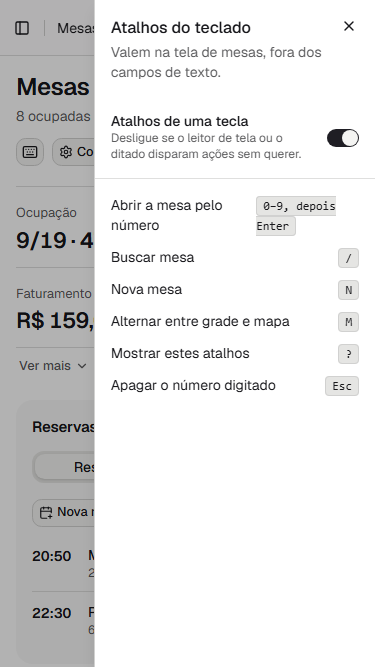 Mesas
Mesas
8 ocupadas
Co
Ocupação
9/19 · 4
Faturamento
R$ 159,
Ver mais
Reservas
Res
Nova r
20:50
2
22:30
6
Atalhos do teclado
Valem na tela de mesas, fora dos
campos de texto.
Atalhos de uma tecla
Desligue se o leitor de tela ou o
ditado disparam ações sem querer.
Abrir a mesa pelo
número
0–9, depois
Enter
Buscar mesa
/
Nova mesa
N
Alternar entre grade e mapa
M
Mostrar estes atalhos
?
Apagar o número digitado
Esc